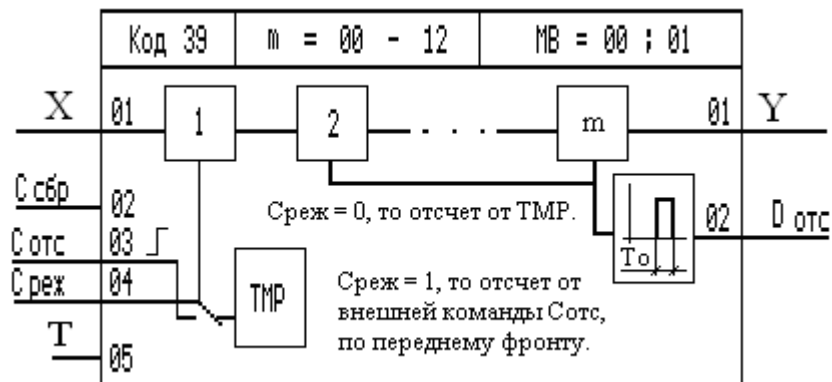 Код 39 m = 00 - 12 МВ = 00 ; 01
X 01 1 2 . . . m 01 Y
С сбр 02
Среж = 0, то отсчет от ТМР.
02 D отс
То
С отс 03
С реж 04
ТМР
Среж = 1, то отсчет от
внешней команды Сотс,
по переднему фронту.
Т 05